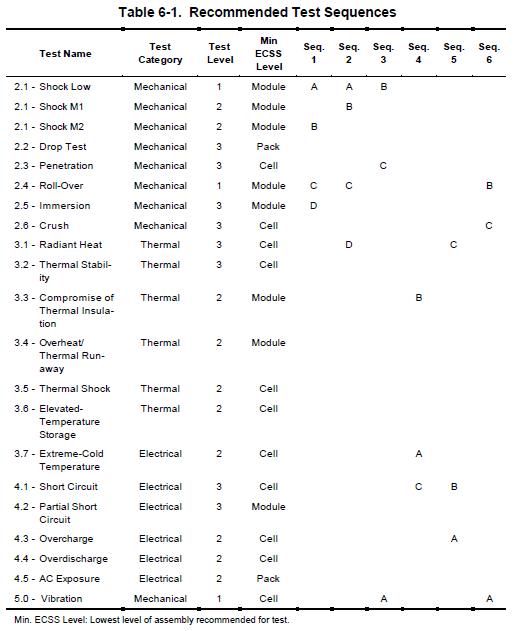 Table 6-1. Recommended Test Sequences
Test Name Test Category Test Level Min ECSS Level Seq. 1 Seq. 2 Seq. 3 Seq. 4 Seq. 5 Seq. 6
2.1 - Shock Low Mechanical 1 Module A A B
2.1 - Shock M1 Mechanical 2 Module B
2.1 - Shock M2 Mechanical 2 Module B
2.2 - Drop Test Mechanical 3 Pack
2.3 - Penetration Mechanical 3 Cell C
2.4 - Roll-Over Mechanical 1 Module C C B
2.5 - Immersion Mechanical 3 Module D
2.6 - Crush Mechanical 3 Cell C
3.1 - Radiant Heat Thermal 3 Cell D C
3.2 - Thermal Stabil- Thermal 3 Cell
ity
3.3 - Compromise of Thermal 2 Module B
Thermal Insula-
tion
3.4 - Overheat/ Thermal 2 Module
Thermal Run-
away
3.5 - Thermal Shock Thermal 2 Cell
3.6 - Elevated- Thermal 2 Cell
Temperature
Storage
3.7 - Extreme-Cold Electrical 2 Cell A
Temperature
4.1 - Short Circuit Electrical 3 Cell C B
4.2 - Partial Short Electrical 3 Module
Circuit
4.3 - Overcharge Electrical 2 Cell A
4.4 - Overdischarge Electrical 2 Cell
4.5 - AC Exposure Electrical 2 Pack
5.0 - Vibration Mechanical 1 Cell A A
Min. ECSS Level: Lowest level of assembly recommended for test.